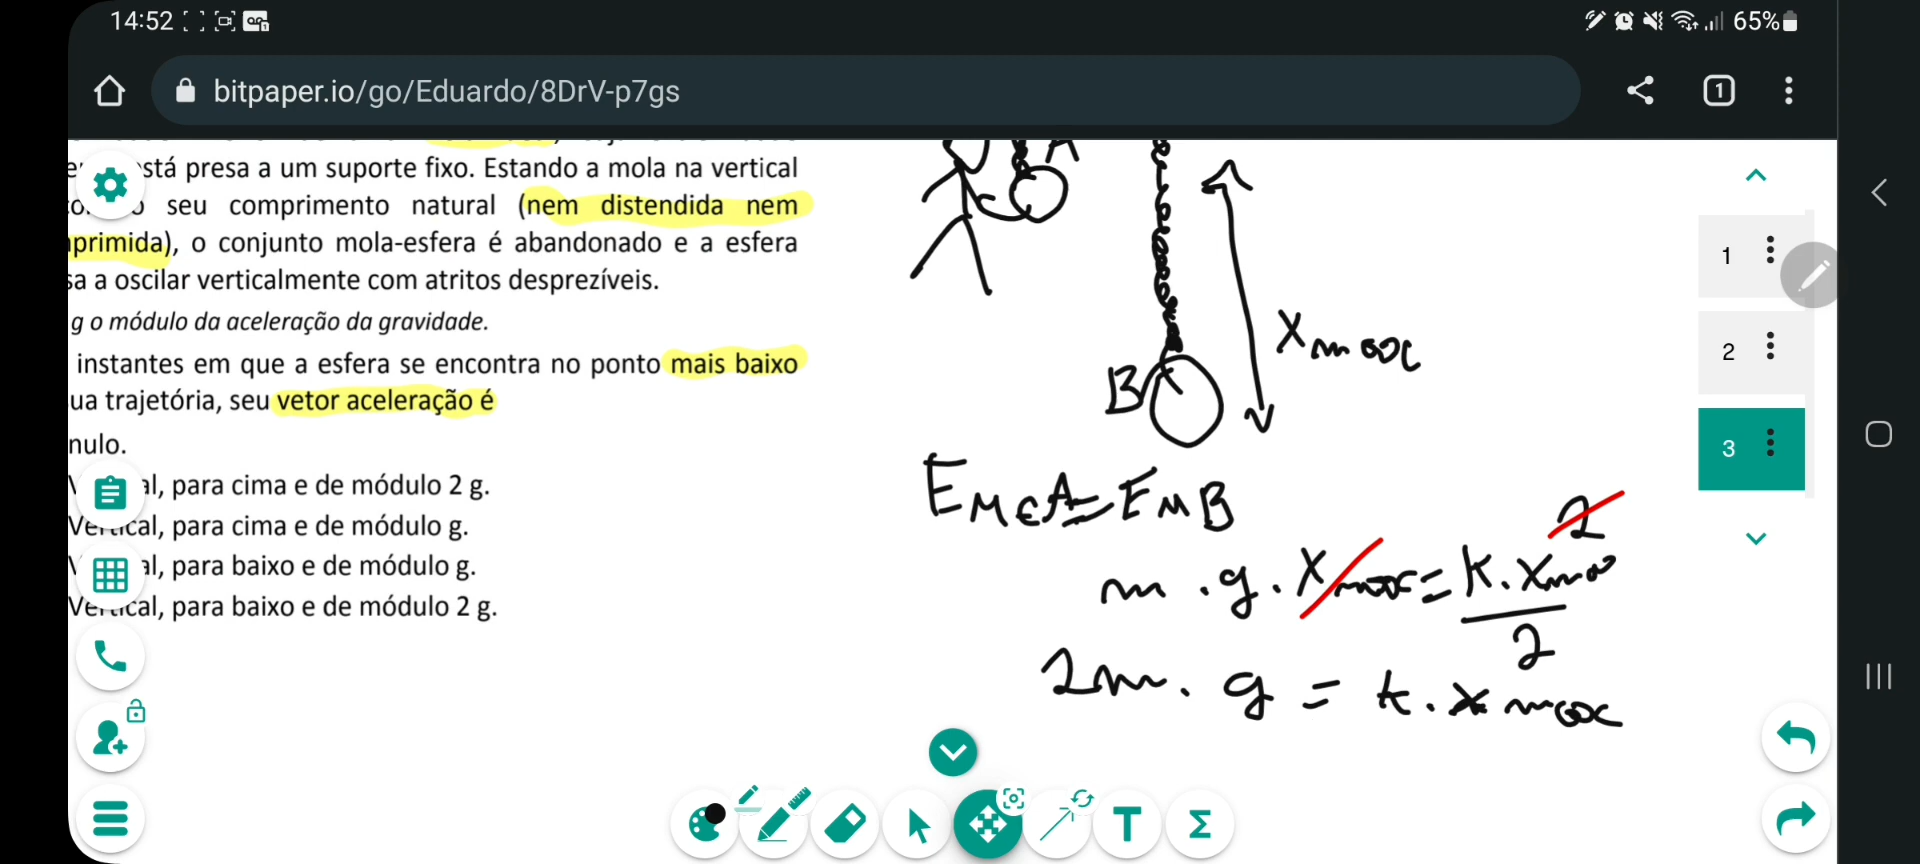 14:52
65%
bitpaper.io/go/Eduardo/8DrV-p7gs
stá presa a um suporte fixo. Estando a mola na vertical
seu comprimento natural (nem distendida nem
primida), o conjunto mola-esfera é abandonado e a esfera
sa a oscilar verticalmente com atritos desprezíveis.
g o módulo da aceleração da gravidade.
instantes em que a esfera se encontra no ponto mais baixo
ua trajetória, seu vetor aceleração é
nulo.
al, para cima e de módulo 2 g.
Vertical, para cima e de módulo g.
al, para baixo e de módulo g.
Vertical, para baixo e de módulo 2 g.
A
Xmax
B
EMecA=EMB
m.g.Xmax=K.Xmax2
2
2m.g=k.xmax
1
2
3
1
T
Σ